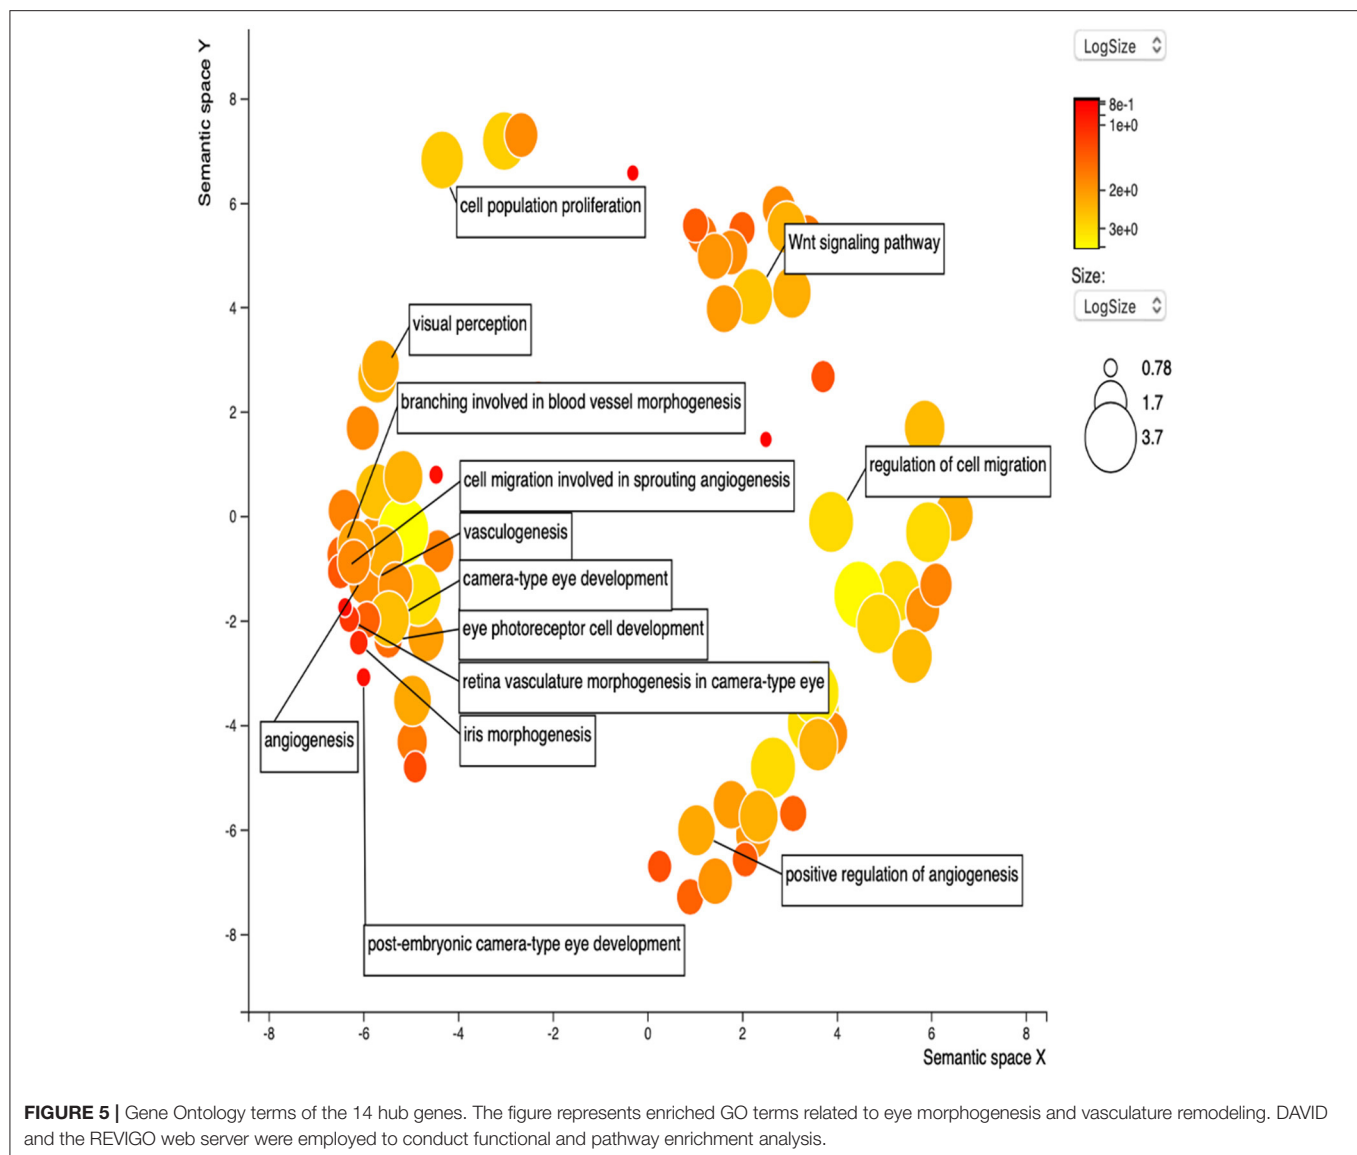 Semantic space Y
8
6
4
2
0
-2
-4
-6
-8
-8
-6
-4
-2
0
2
4
6
8
Semantic space X
cell population proliferation
Wnt signaling pathway
visual perception
branching involved in blood vessel morphogenesis
regulation of cell migration
cell migration involved in sprouting angiogenesis
vasculogenesis
camera-type eye development
eye photoreceptor cell development
retina vasculature morphogenesis in camera-type eye
iris morphogenesis
angiogenesis
positive regulation of angiogenesis
post-embryonic camera-type eye development
LogSize
8e-1
1e+0
2e+0
3e+0
Size:
LogSize
0.78
1.7
3.7
FIGURE 5 | Gene Ontology terms of the 14 hub genes. The figure represents enriched GO terms related to eye morphogenesis and vasculature remodeling. DAVID
and the REVIGO web server were employed to conduct functional and pathway enrichment analysis.